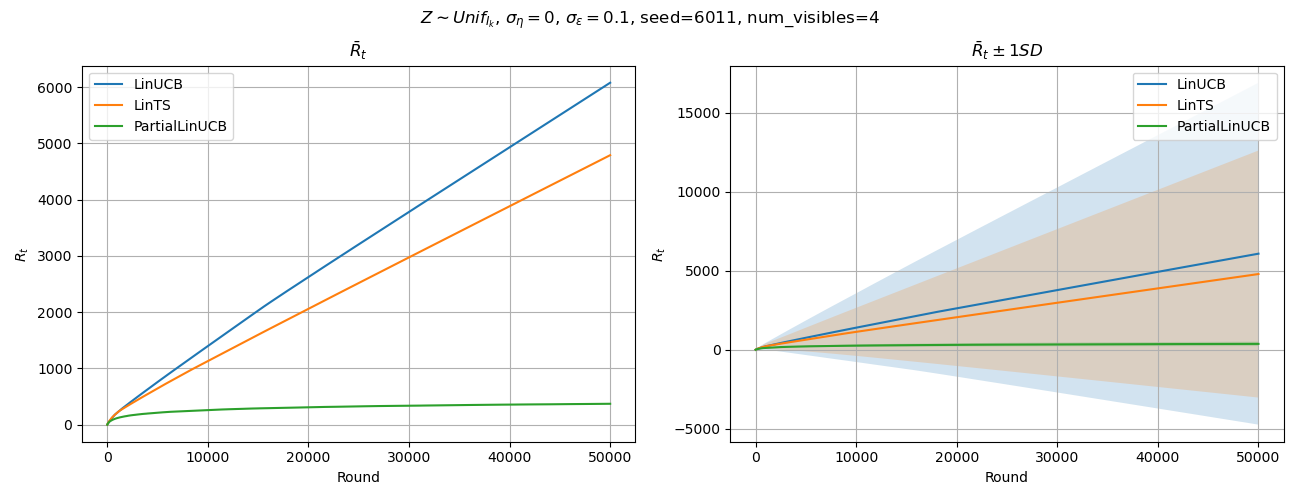 Z ∼ Unif_{I_k}, σ_η = 0, σ_ε = 0.1, seed=6011, num_visibles=4
R̄_t
R̄_t ± 1SD
LinUCB
LinTS
PartialLinUCB
6000
5000
4000
3000
2000
1000
0
R_t
0 10000 20000 30000 40000 50000
Round
LinUCB
LinTS
PartialLinUCB
15000
10000
5000
0
−5000
R_t
0 10000 20000 30000 40000 50000
Round